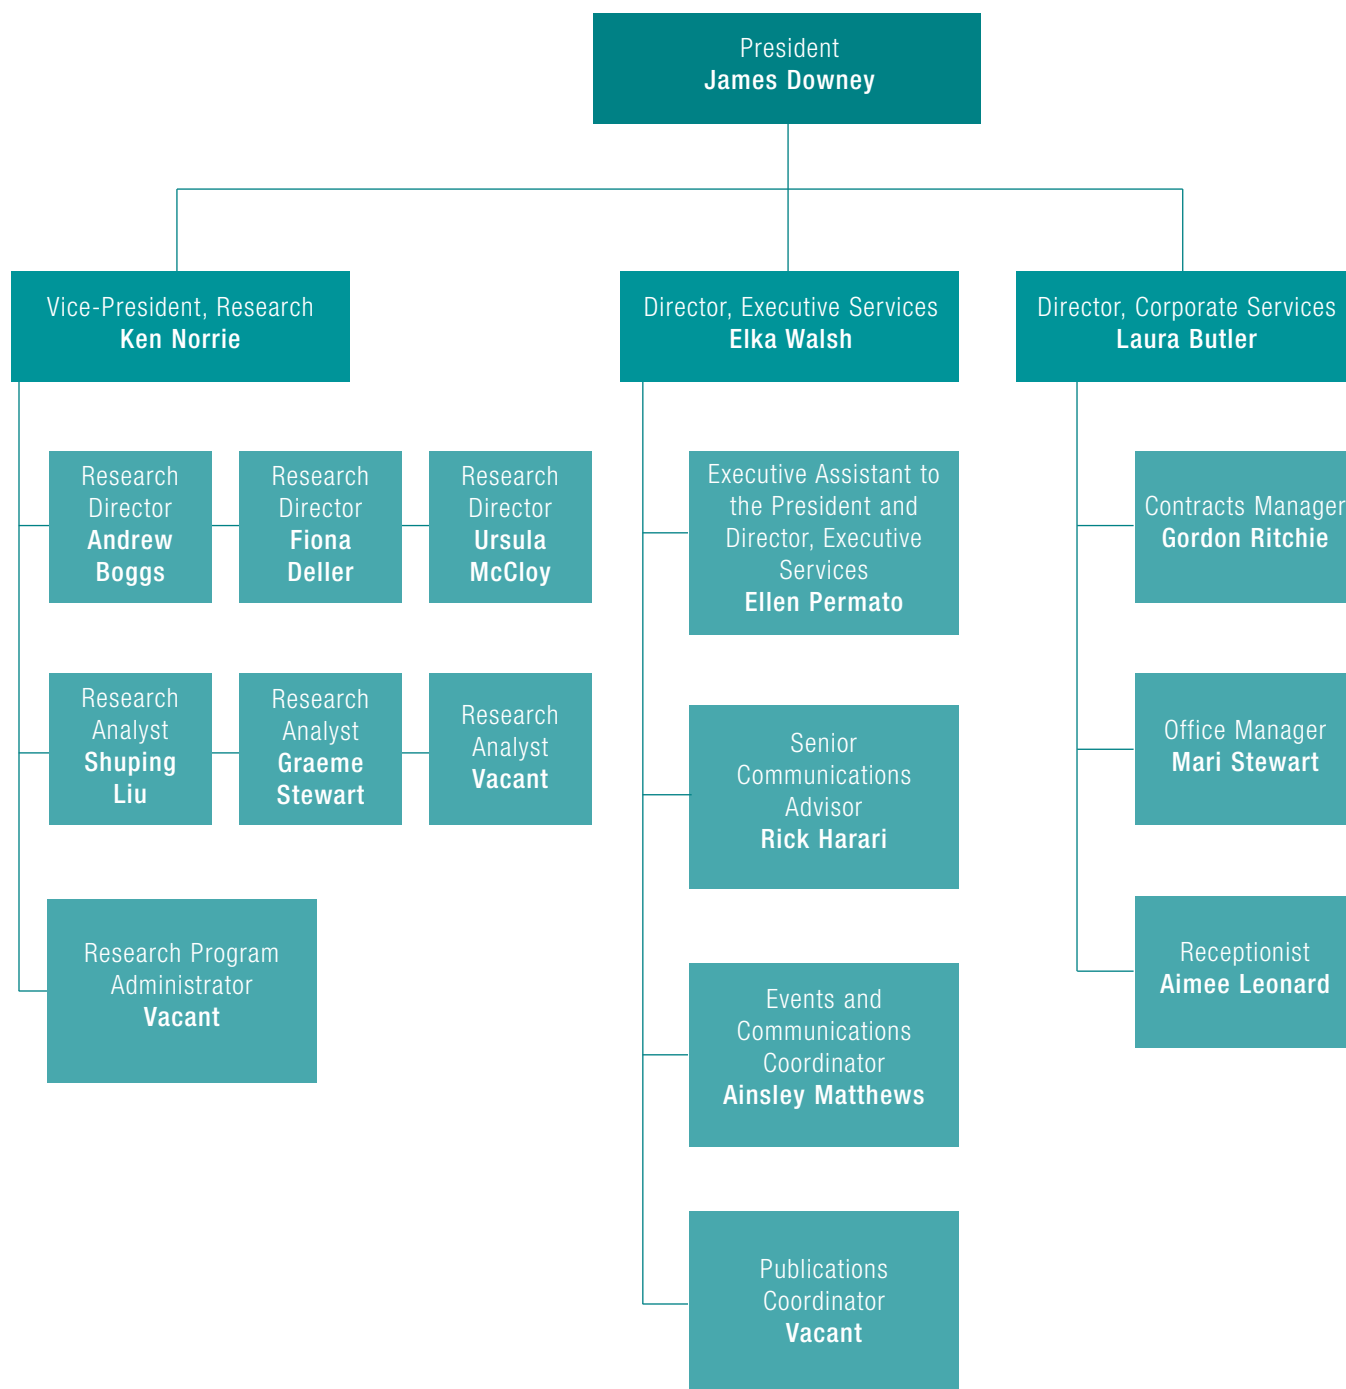 President
James Downey
Vice-President, Research
Ken Norrie
Director, Executive Services
Elka Walsh
Director, Corporate Services
Laura Butler
Research
Director
Andrew
Boggs
Research
Director
Fiona
Deller
Research
Director
Ursula
McCloy
Executive Assistant to
the President and
Director, Executive
Services
Ellen Permato
Contracts Manager
Gordon Ritchie
Research
Analyst
Shuping
Liu
Research
Analyst
Graeme
Stewart
Research
Analyst
Vacant
Senior
Communications
Advisor
Rick Harari
Office Manager
Mari Stewart
Research Program
Administrator
Vacant
Events and
Communications
Coordinator
Ainsley Matthews
Receptionist
Aimee Leonard
Publications
Coordinator
Vacant